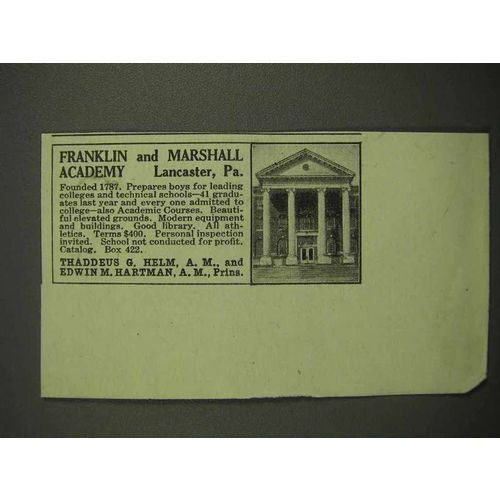 FRANKLIN and MARSHALL
ACADEMY Lancaster, Pa.
Founded 1787. Prepares boys for leading
colleges and technical schools—41 gradu-
ates last year and every one admitted to
college—also Academic Courses. Beauti-
ful elevated grounds. Modern equipment
and buildings. Good library. All ath-
letics. Terms $400. Personal inspection
invited. School not conducted for profit.
Catalog. Box 422.
THADDEUS G. HELM, A. M., and
EDWIN M. HARTMAN, A. M., Prins.